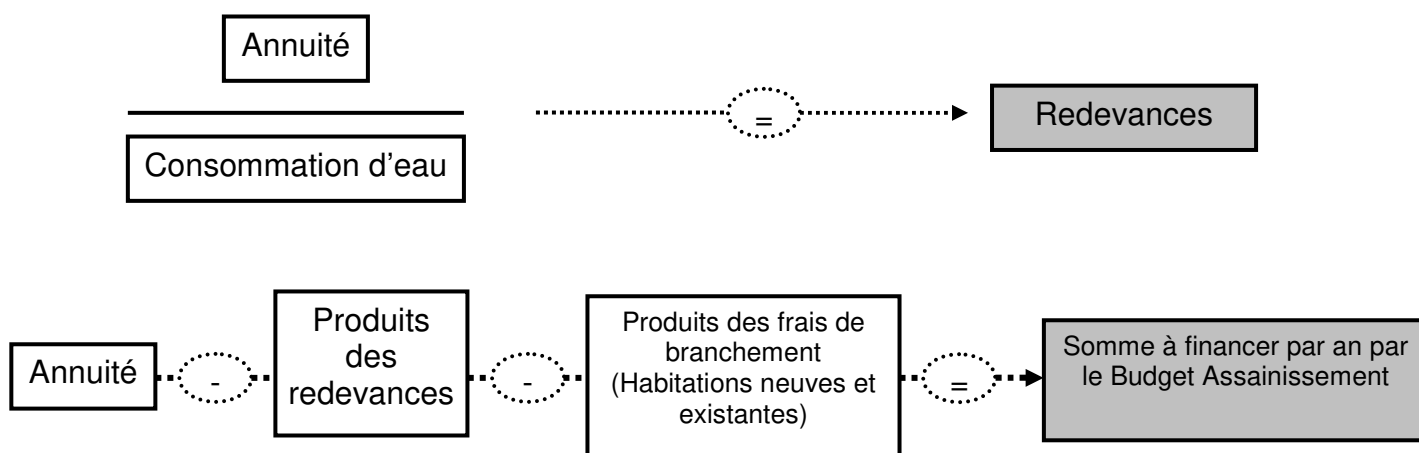 Annuité
Consommation d'eau
=
Redevances
Annuité
-
Produits
des
redevances
-
Produits des frais de
branchement
(Habitations neuves et
existantes)
=
Somme à financer par an par
le Budget Assainissement